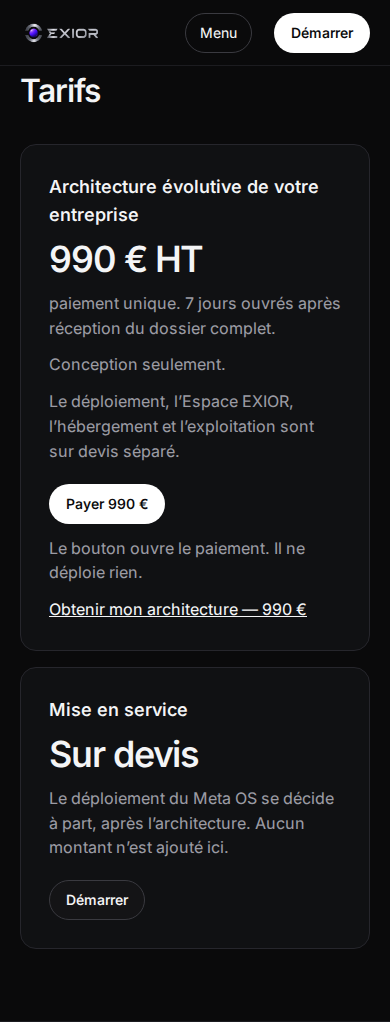 EXIOR
Menu
Démarrer
Tarifs
Architecture évolutive de votre
entreprise
990 € HT
paiement unique. 7 jours ouvrés après
réception du dossier complet.
Conception seulement.
Le déploiement, l’Espace EXIOR,
l’hébergement et l’exploitation sont
sur devis séparé.
Payer 990 €
Le bouton ouvre le paiement. Il ne
déploie rien.
Obtenir mon architecture — 990 €
Mise en service
Sur devis
Le déploiement du Meta OS se décide
à part, après l’architecture. Aucun
montant n’est ajouté ici.
Démarrer